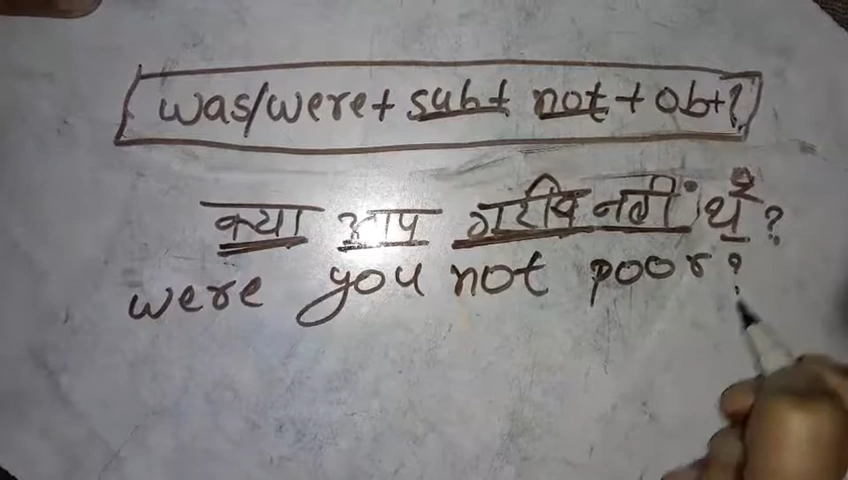 was/were + sub + not + ob + ?
क्या आप गरीब नहीं थे ?
were you not poor ?